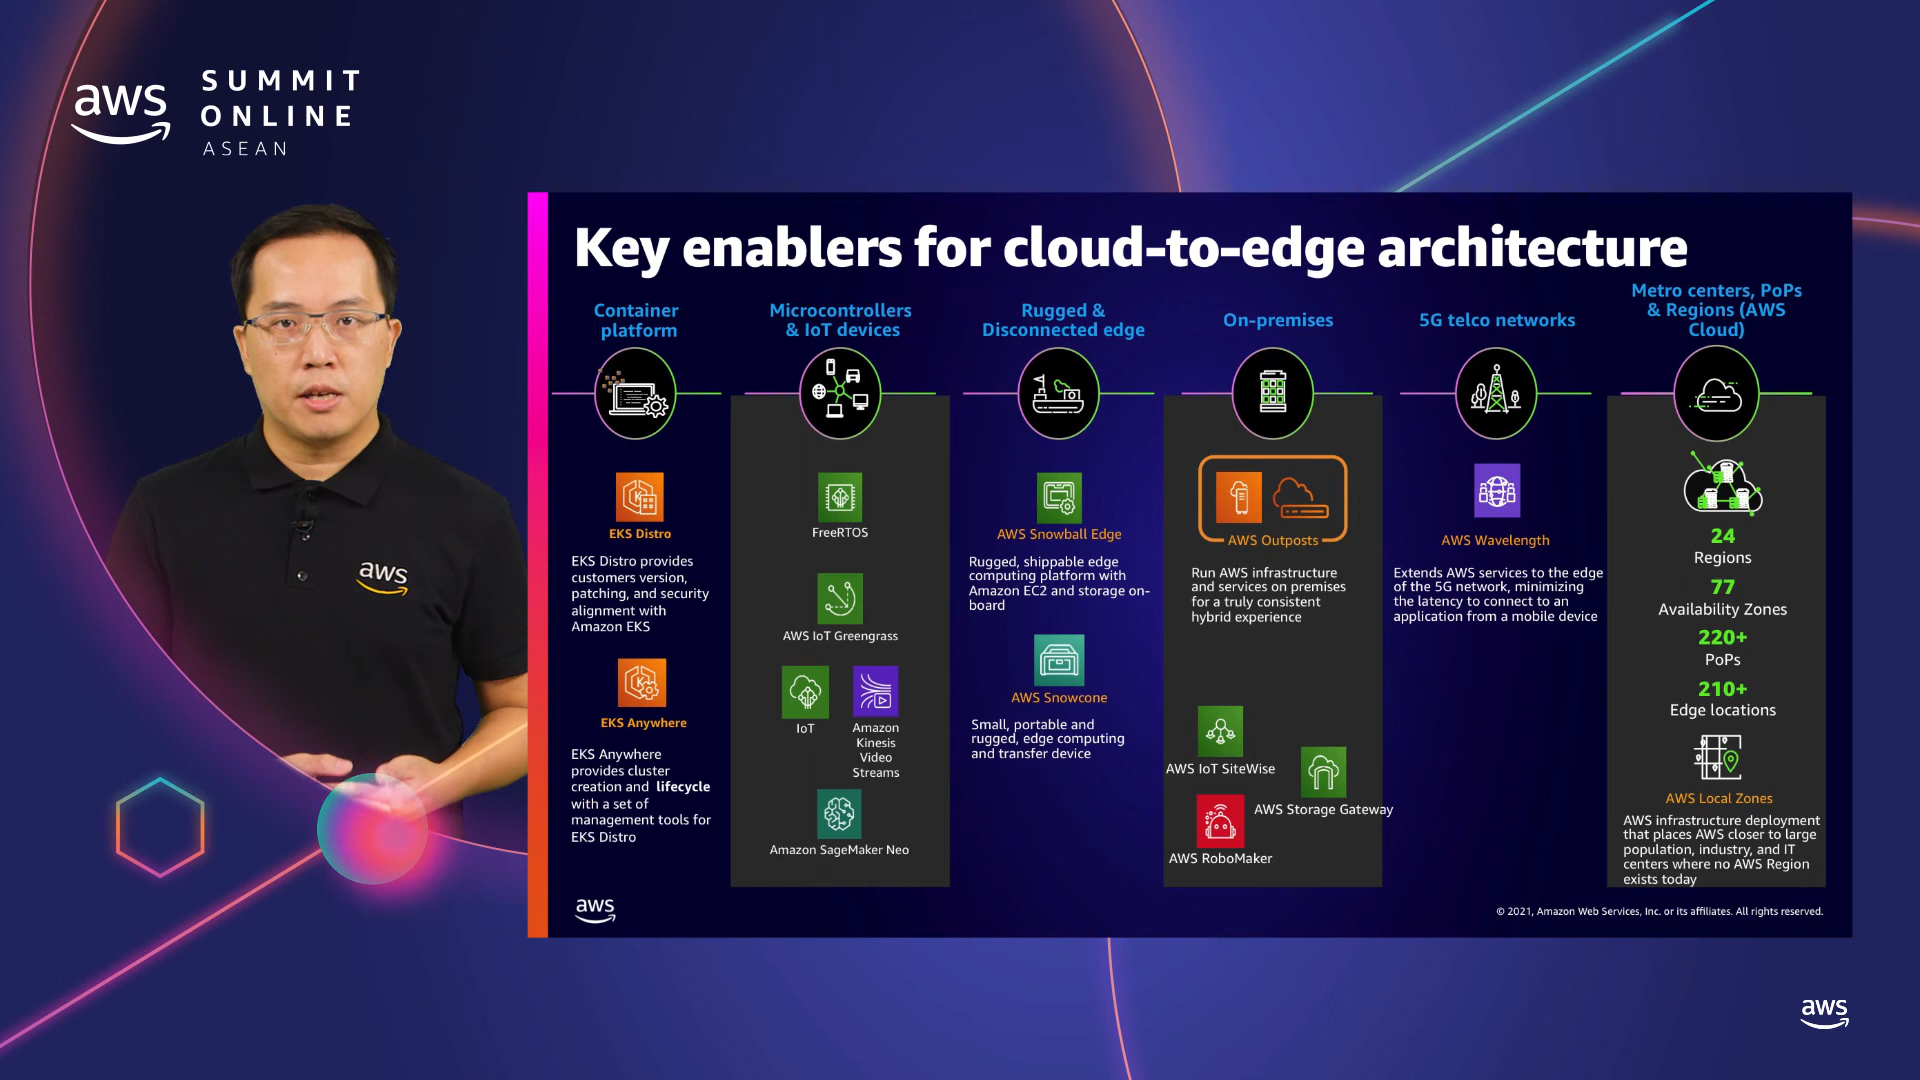 aws
SUMMIT
ONLINE
ASEAN
aws
Key enablers for cloud-to-edge architecture
Container
platform
EKS Distro
EKS Distro provides
customers version,
patching, and security
alignment with
Amazon EKS
EKS Anywhere
EKS Anywhere
provides cluster
creation and lifecycle
with a set of
management tools for
EKS Distro
Microcontrollers
& IoT devices
FreeRTOS
AWS IoT Greengrass
IoT
Amazon
Kinesis
Video
Streams
Amazon SageMaker Neo
Rugged &
Disconnected edge
AWS Snowball Edge
Rugged, shippable edge
computing platform with
Amazon EC2 and storage on-
board
AWS Snowcone
Small, portable and
rugged, edge computing
and transfer device
On-premises
AWS Outposts
Run AWS infrastructure
and services on premises
for a truly consistent
hybrid experience
AWS IoT SiteWise
AWS Storage Gateway
AWS RoboMaker
5G telco networks
AWS Wavelength
Extends AWS services to the edge
of the 5G network, minimizing
the latency to connect to an
application from a mobile device
Metro centers, PoPs
& Regions (AWS
Cloud)
24
Regions
77
Availability Zones
220+
PoPs
210+
Edge locations
AWS Local Zones
AWS infrastructure deployment
that places AWS closer to large
population, industry, and IT
centers where no AWS Region
exists today
aws
© 2021, Amazon Web Services, Inc. or its affiliates. All rights reserved.
aws